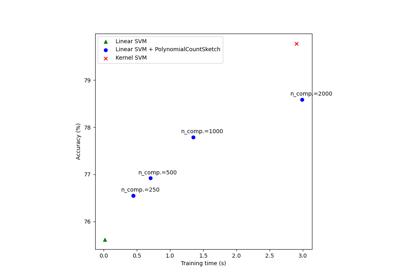 Linear SVM
Linear SVM + PolynomialCountSketch
Kernel SVM
n_comp.=2000
n_comp.=1000
n_comp.=500
n_comp.=250
79
78
77
76
Accuracy (%)
0.0 0.5 1.0 1.5 2.0 2.5 3.0
Training time (s)